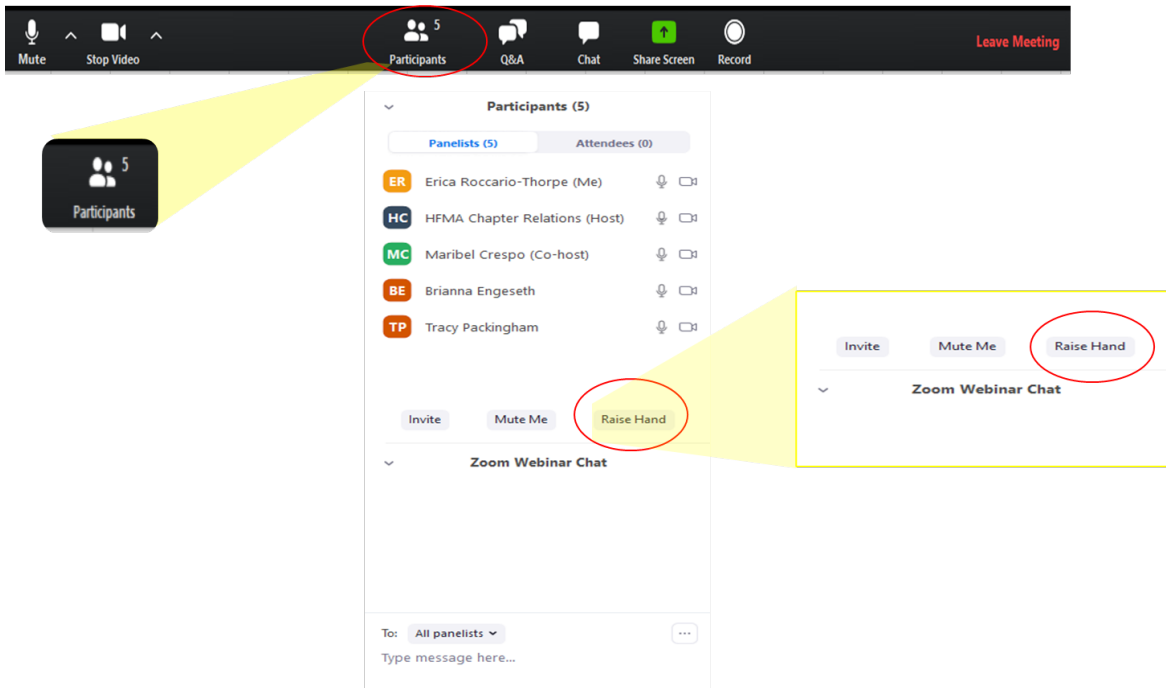 5
Mute Stop Video Participants Q&A Chat Share Screen Record Leave Meeting
5
Participants
Participants (5)
Panelists (5) Attendees (0)
ER Erica Roccario-Thorpe (Me)
HC HFMA Chapter Relations (Host)
MC Maribel Crespo (Co-host)
BE Brianna Engeseth
TP Tracy Packingham
Invite Mute Me Raise Hand
Zoom Webinar Chat
To: All panelists
Type message here...
Invite Mute Me Raise Hand
Zoom Webinar Chat